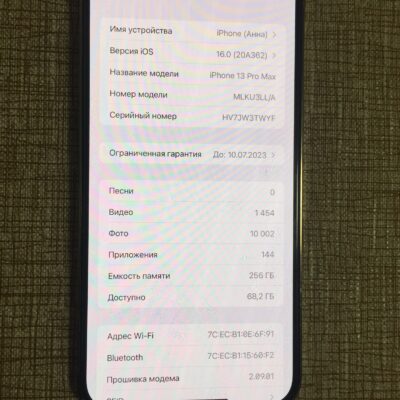 Имя устройства iPhone (Анна)
Версия iOS 16.0 (20A362)
Название модели iPhone 13 Pro Max
Номер модели MLKU3LL/A
Серийный номер HV7JW3TWYF
Ограниченная гарантия До: 10.07.2023
Песни 0
Видео 1 454
Фото 10 002
Приложения 144
Емкость памяти 256 ГБ
Доступно 68,2 ГБ
Адрес Wi-Fi 7C:EC:B1:0E:6F:91
Bluetooth 7C:EC:B1:15:60:F2
Прошивка модема 2.09.01